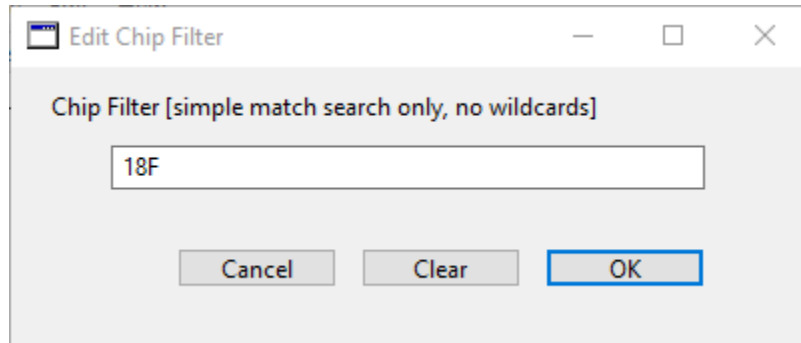 Edit Chip Filter
Chip Filter [simple match search only, no wildcards]
18F
Cancel Clear OK